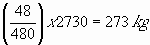 (48/480) x2730 = 273 kg